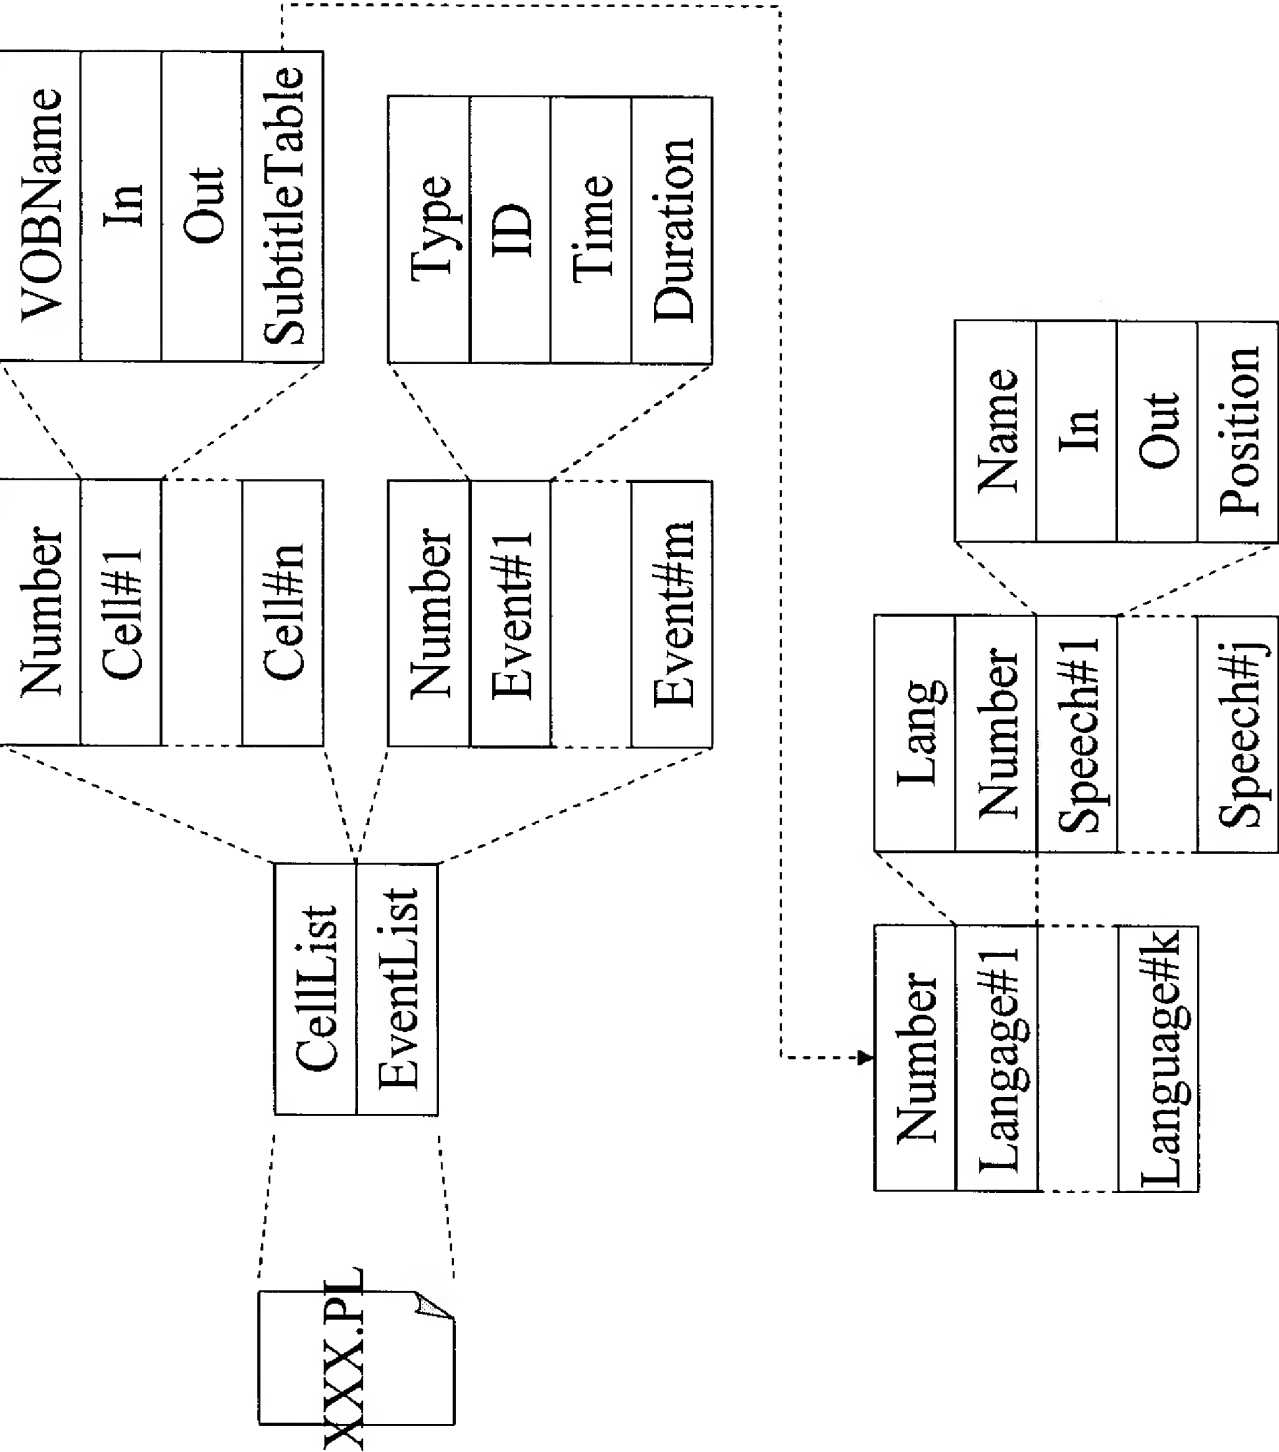 XXX.PL
CellList
EventList
Number
Cell#1
Cell#n
VOBName
In
Out
SubtitleTable
Number
Event#1
Event#m
Type
ID
Time
Duration
Number
Langage#1
Language#k
Lang
Number
Speech#1
Speech#j
Name
In
Out
Position